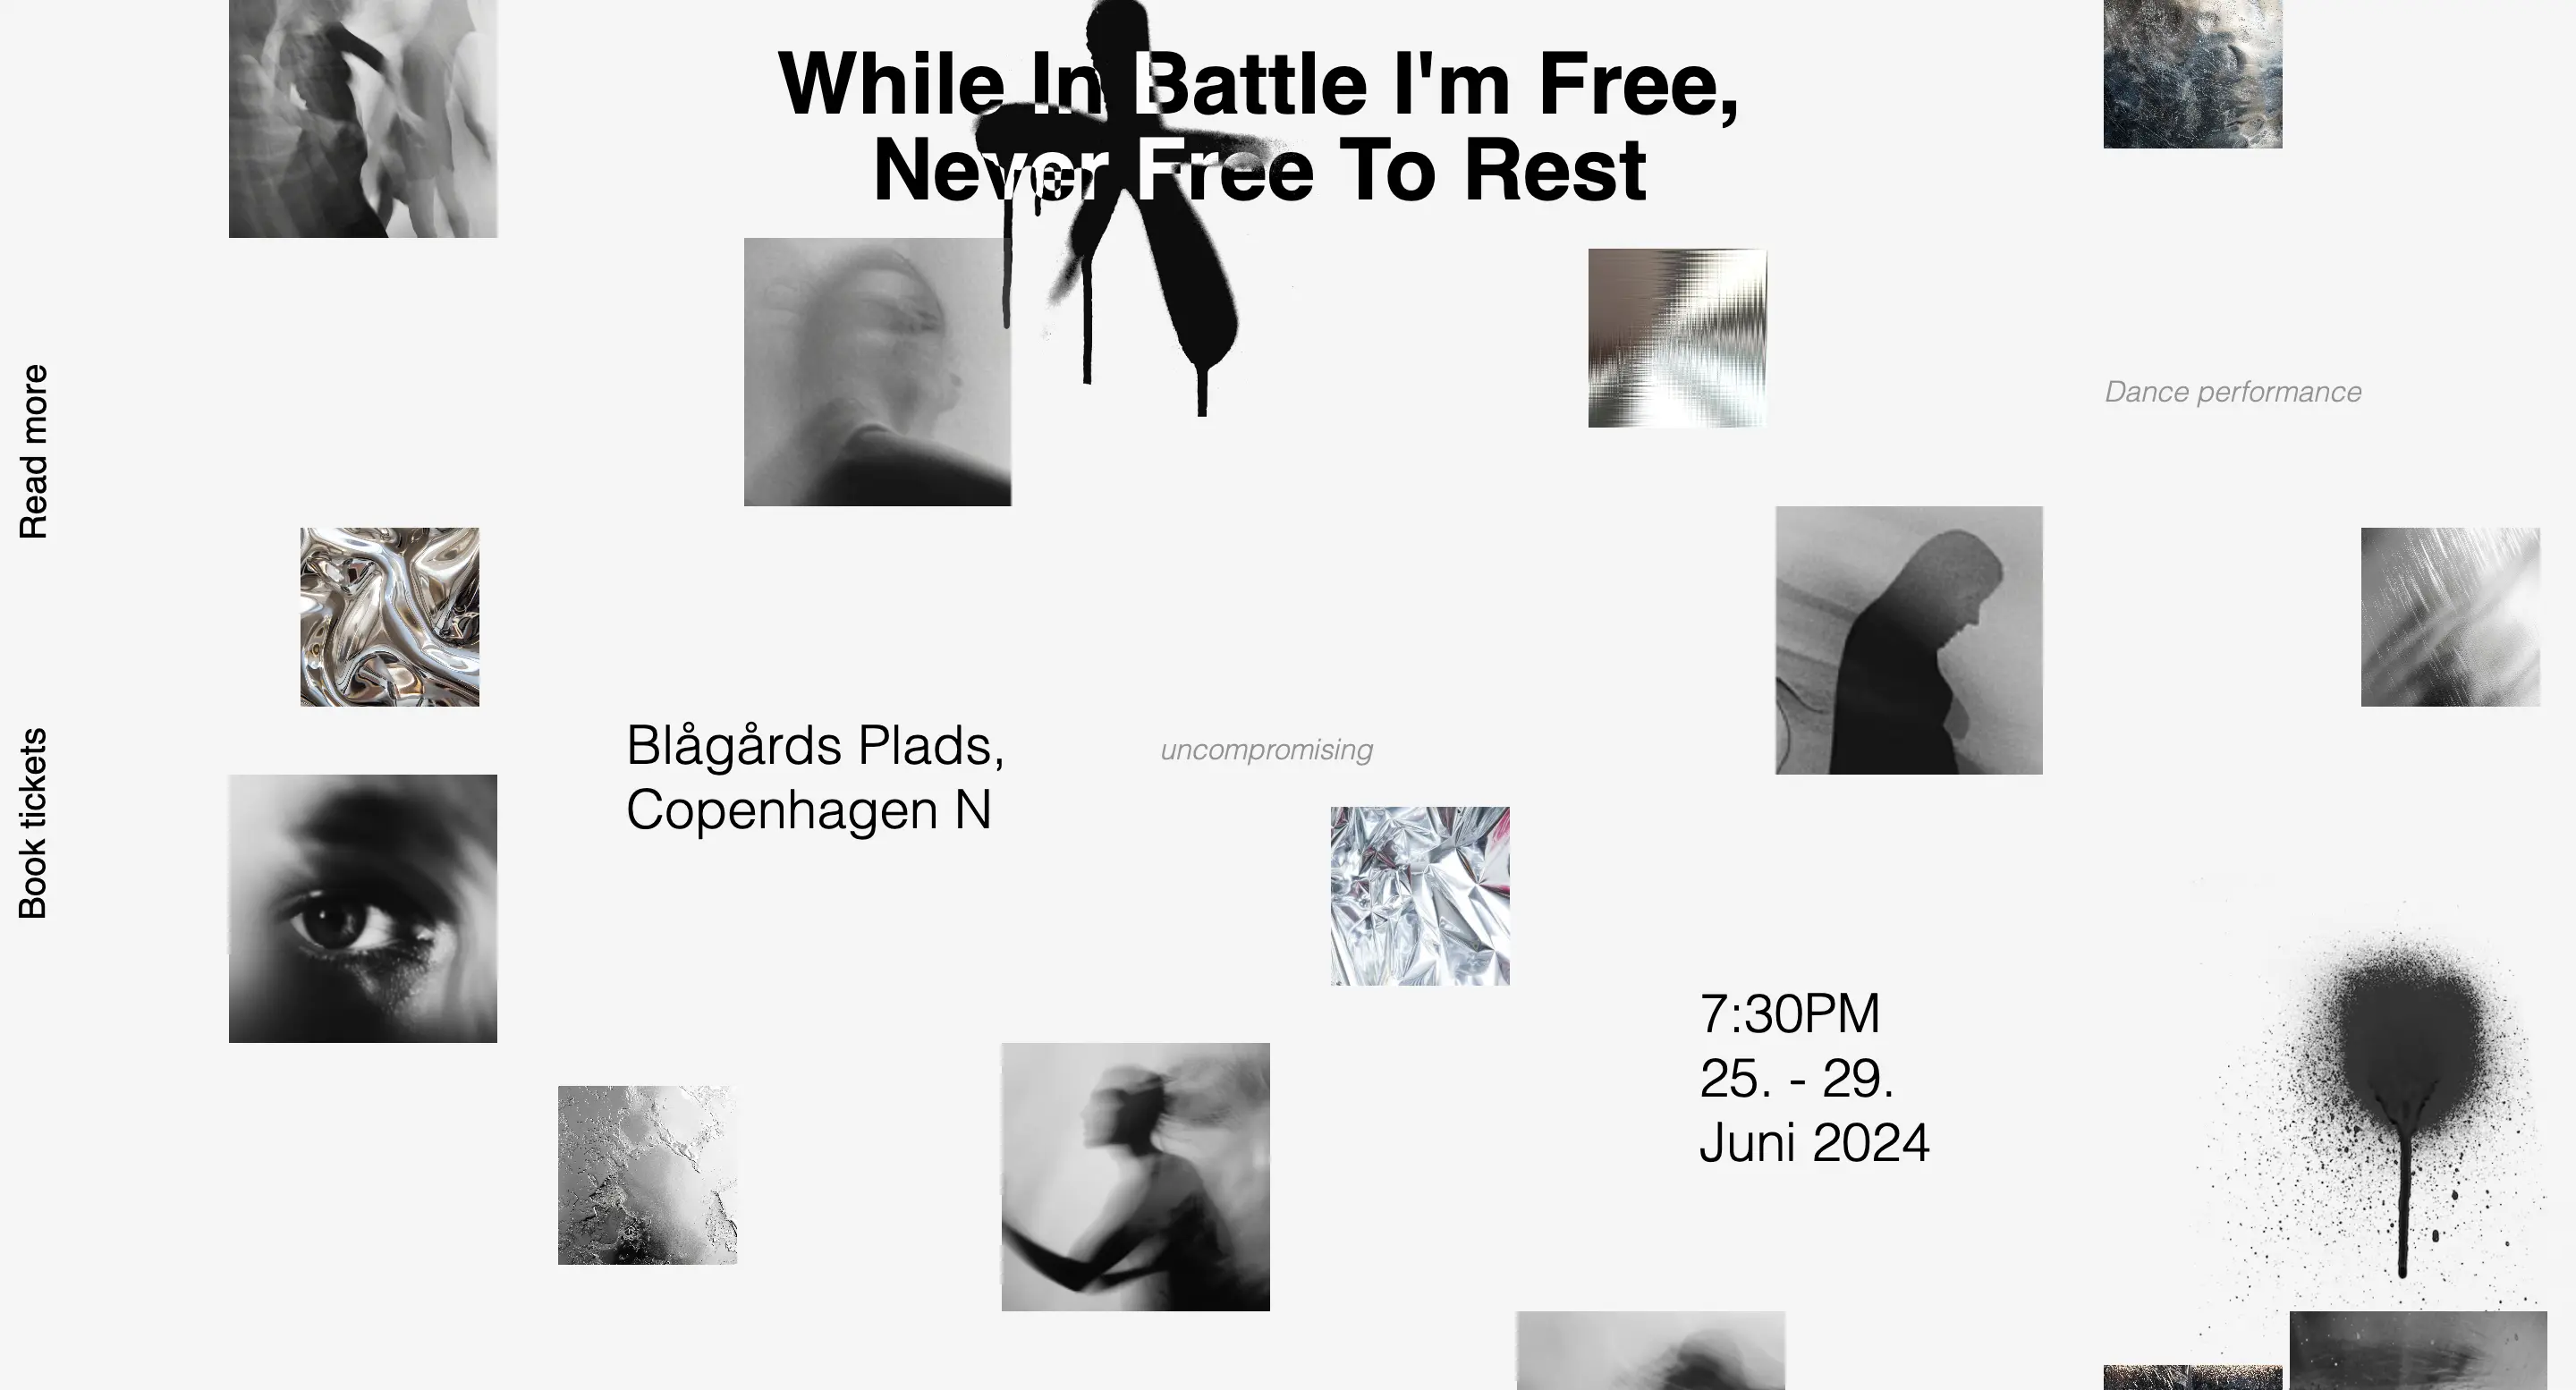 While In Battle I'm Free,
Never Free To Rest
Dance performance
Read more
Blågårds Plads,
Copenhagen N
uncompromising
Book tickets
7:30PM
25. - 29.
Juni 2024